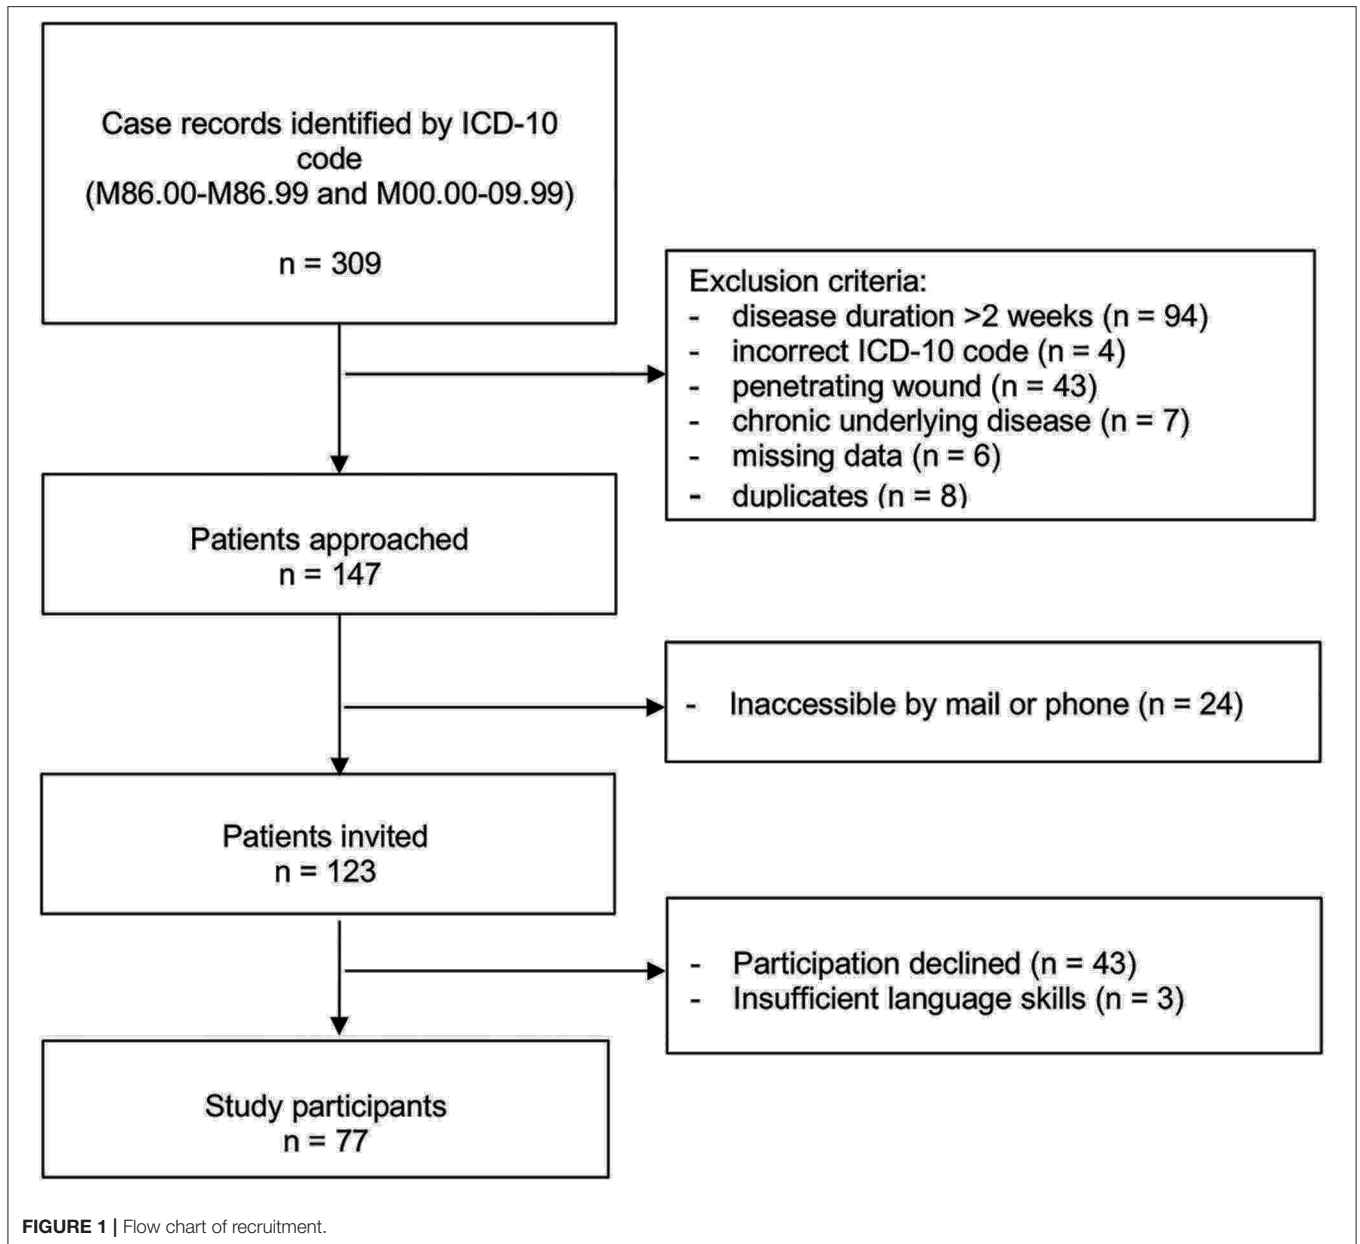 Case records identified by ICD-10
code
(M86.00-M86.99 and M00.00-09.99)
n = 309
Exclusion criteria:
- disease duration >2 weeks (n = 94)
- incorrect ICD-10 code (n = 4)
- penetrating wound (n = 43)
- chronic underlying disease (n = 7)
- missing data (n = 6)
- duplicates (n = 8)
Patients approached
n = 147
- Inaccessible by mail or phone (n = 24)
Patients invited
n = 123
- Participation declined (n = 43)
- Insufficient language skills (n = 3)
Study participants
n = 77
FIGURE 1 | Flow chart of recruitment.